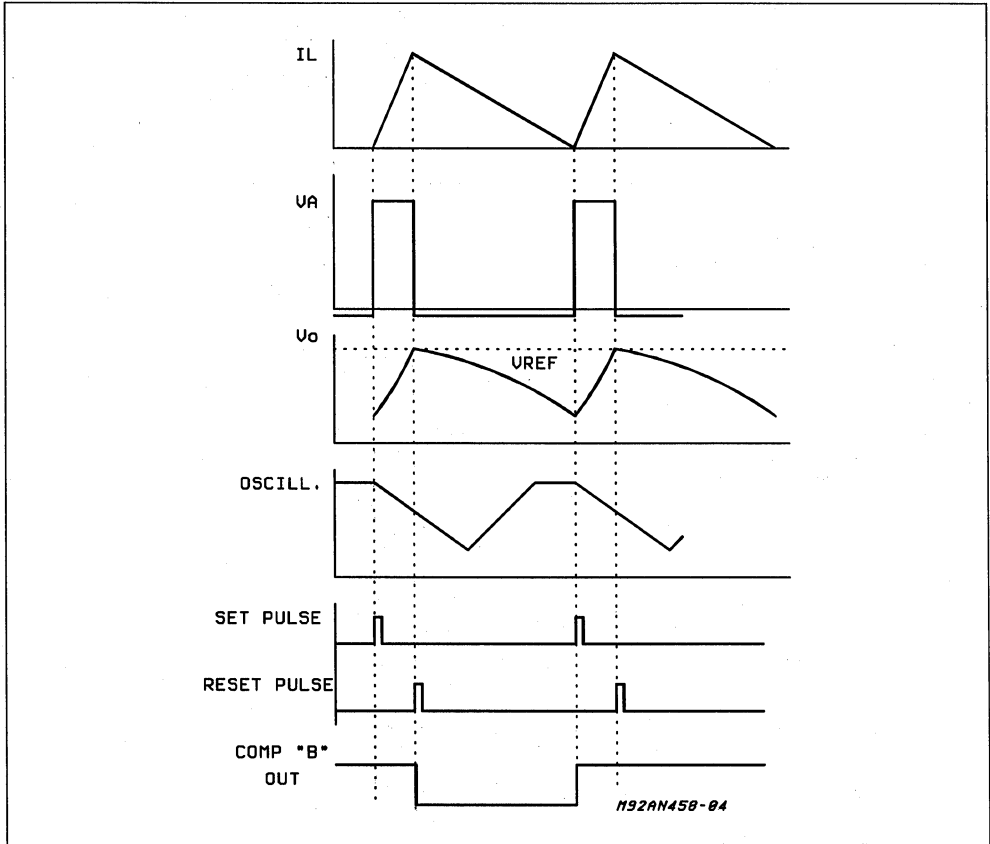 IL
VA
Vo
VREF
OSCILL.
SET PULSE
RESET PULSE
COMP "B"
OUT
M92AN458-04